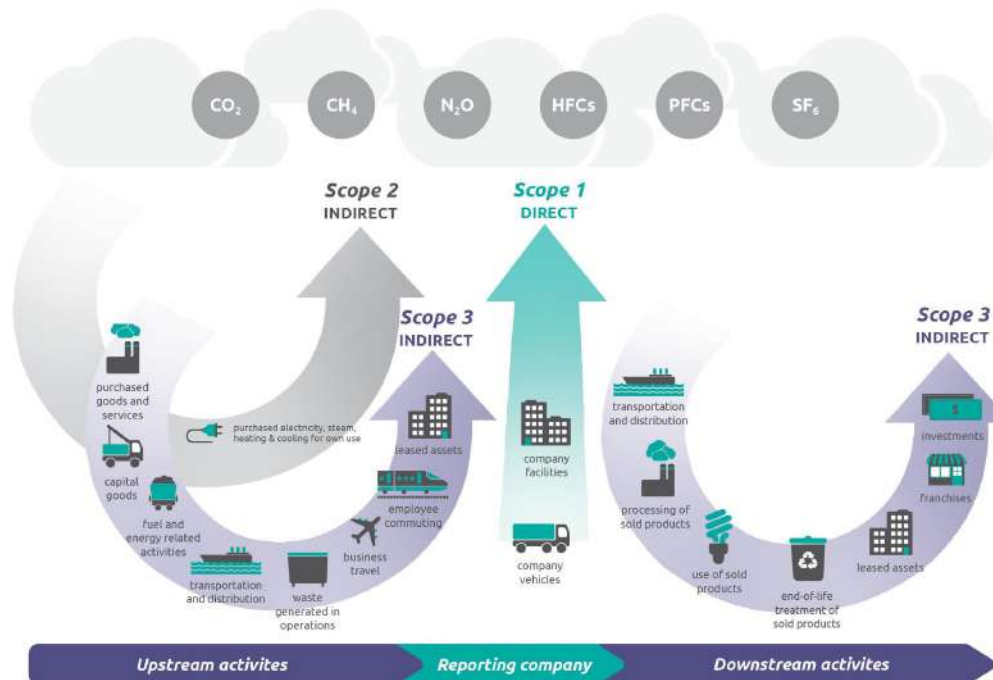 CO₂
CH₄
N₂O
HFCs
PFCs
SF₆
Scope 2
INDIRECT
Scope 1
DIRECT
Scope 3
INDIRECT
Scope 3
INDIRECT
purchased
goods and
services
capital
goods
fuel and
energy related
activities
transportation
and distribution
waste
generated in
operations
business
travel
employee
commuting
leased assets
purchased electricity, steam,
heating & cooling for own use
company
facilities
company
vehicles
transportation
and distribution
processing of
sold products
use of sold
products
end-of-life
treatment of
sold products
leased assets
franchises
$
investments
Upstream activites
Reporting company
Downstream activites